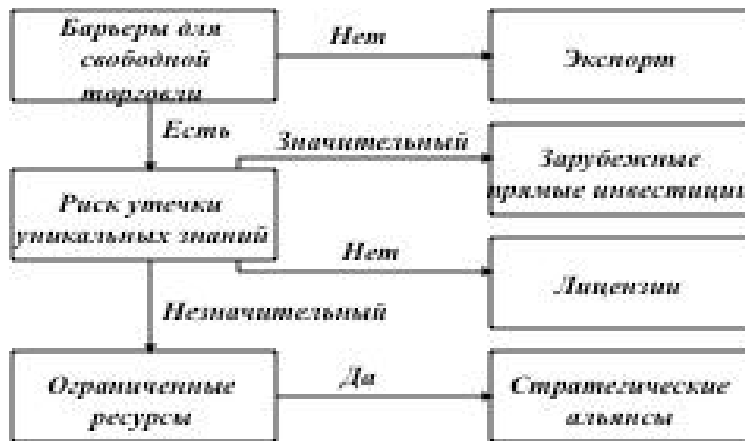 Барьеры для
свободной
торговли
Нет
Экспорт
Есть
Значительный
Зарубежные
прямые инвестиции
Риск утечки
уникальных знаний
Нет
Лицензии
Незначительный
Ограниченные
ресурсы
Да
Стратегические
альянсы